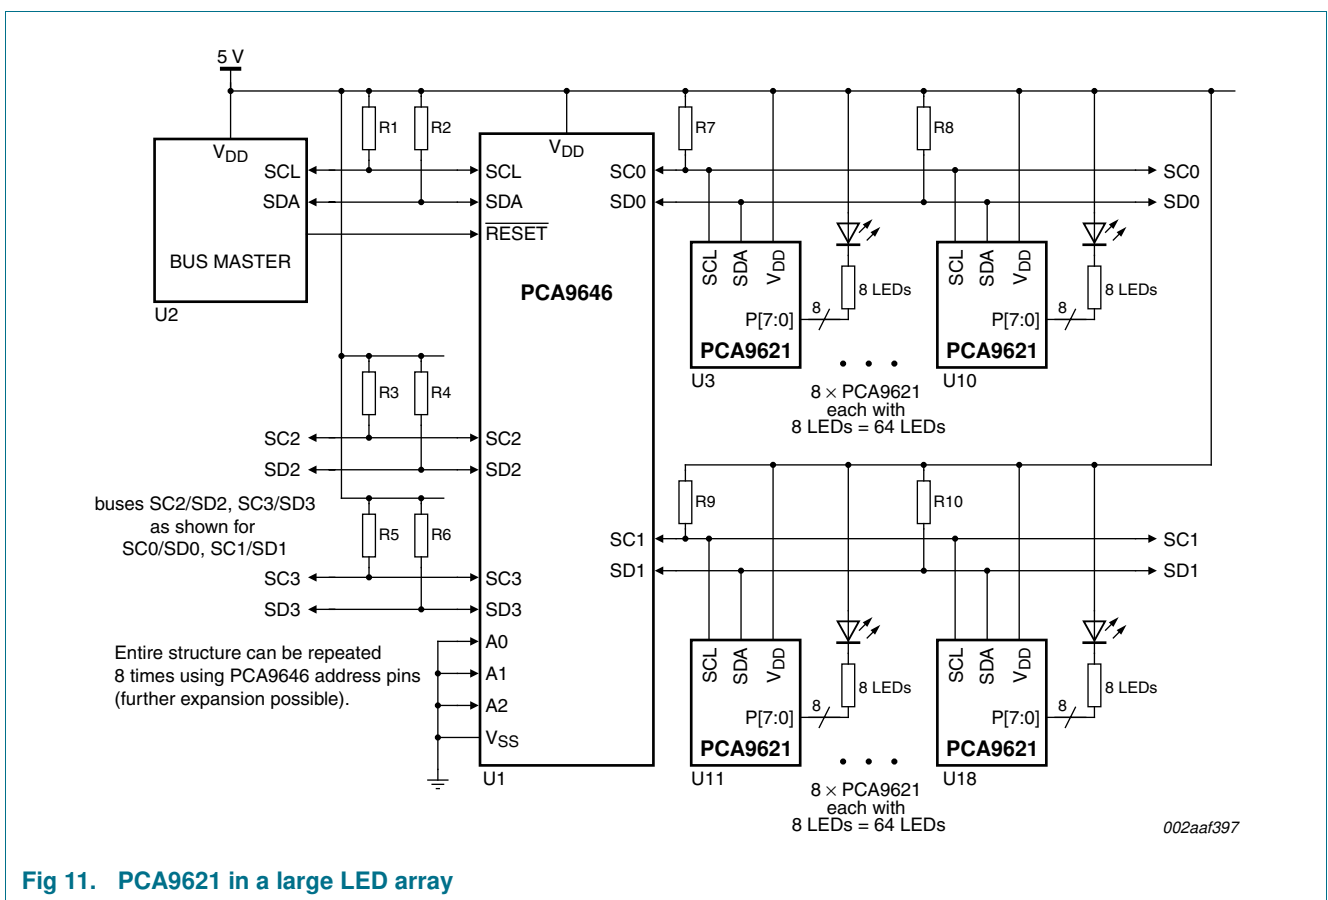 5 V
R1
R2
R7
R8
VDD
SCL
SDA
BUS MASTER
U2
VDD
SCL
SDA
RESET
PCA9646
SC0
SD0
SC0
SD0
SCL
SDA
VDD
P[7:0]
PCA9621
U3
8
8 LEDs
SCL
SDA
VDD
P[7:0]
PCA9621
U10
8
8 LEDs
• • •
8 × PCA9621
each with
8 LEDs = 64 LEDs
R3
R4
SC2
SD2
SC2
SD2
buses SC2/SD2, SC3/SD3
as shown for
SC0/SD0, SC1/SD1
R5
R6
SC3
SD3
SC3
SD3
A0
A1
A2
VSS
U1
Entire structure can be repeated
8 times using PCA9646 address pins
(further expansion possible).
R9
R10
SC1
SD1
SC1
SD1
SCL
SDA
VDD
P[7:0]
PCA9621
U11
8
8 LEDs
SCL
SDA
VDD
P[7:0]
PCA9621
U18
8
8 LEDs
• • •
8 × PCA9621
each with
8 LEDs = 64 LEDs
002aaf397
Fig 11. PCA9621 in a large LED array